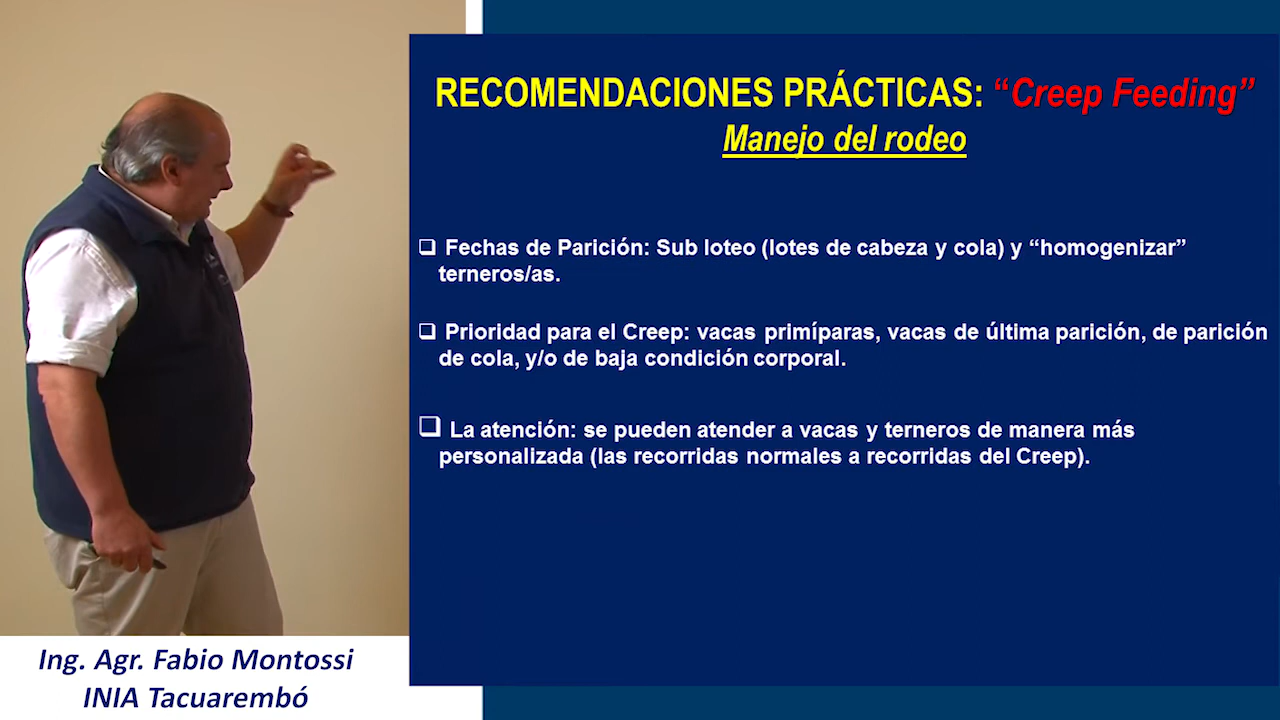 RECOMENDACIONES PRÁCTICAS: “Creep Feeding”
Manejo del rodeo
❑ Fechas de Parición: Sub loteo (lotes de cabeza y cola) y “homogenizar”
terneros/as.
❑ Prioridad para el Creep: vacas primíparas, vacas de última parición, de parición
de cola, y/o de baja condición corporal.
❑ La atención: se pueden atender a vacas y terneros de manera más
personalizada (las recorridas normales a recorridas del Creep).
Ing. Agr. Fabio Montossi
INIA Tacuarembó